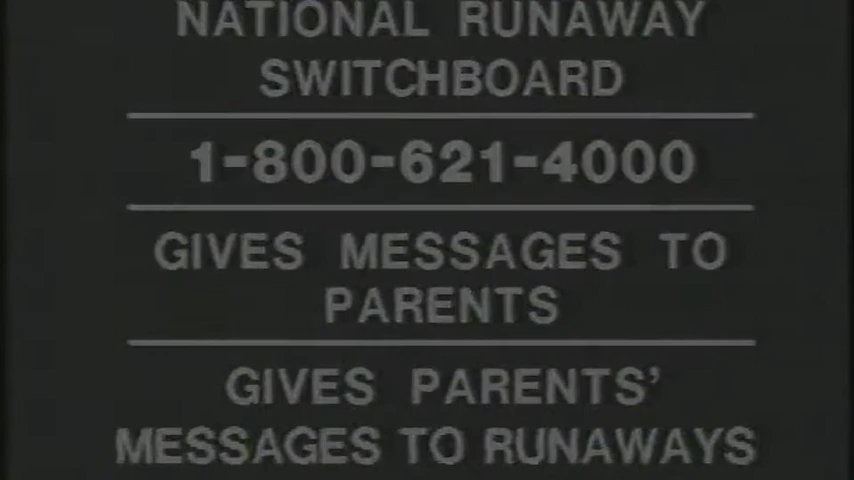 NATIONAL RUNAWAY
SWITCHBOARD
1-800-621-4000
GIVES MESSAGES TO
PARENTS
GIVES PARENTS'
MESSAGES TO RUNAWAYS